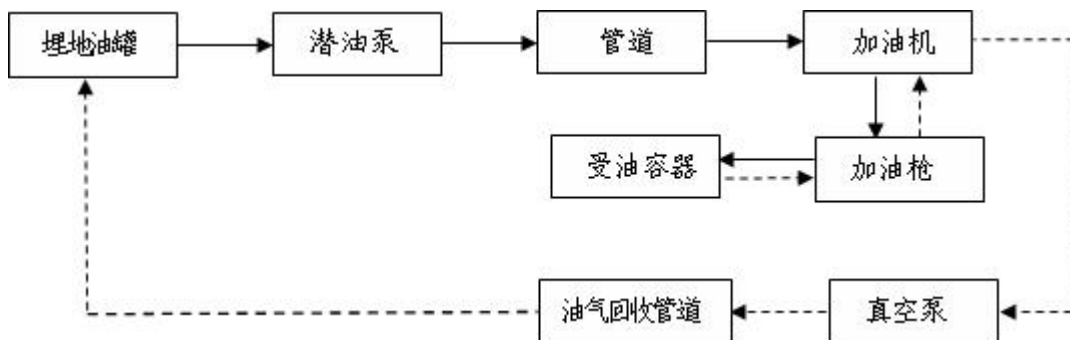 埋地油罐
潜油泵
管道
加油机
受油容器
加油枪
油气回收管道
真空泵